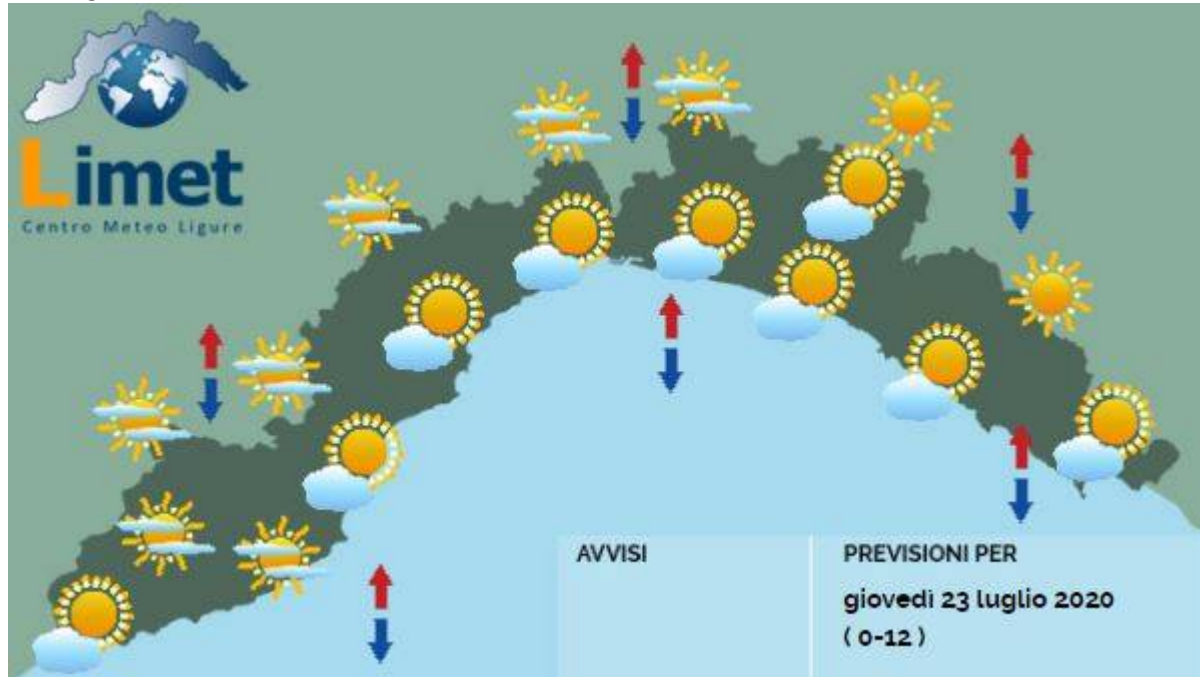 Limet
Centro Meteo Ligure
AVVISI
PREVISIONI PER
giovedì 23 luglio 2020
( 0-12 )